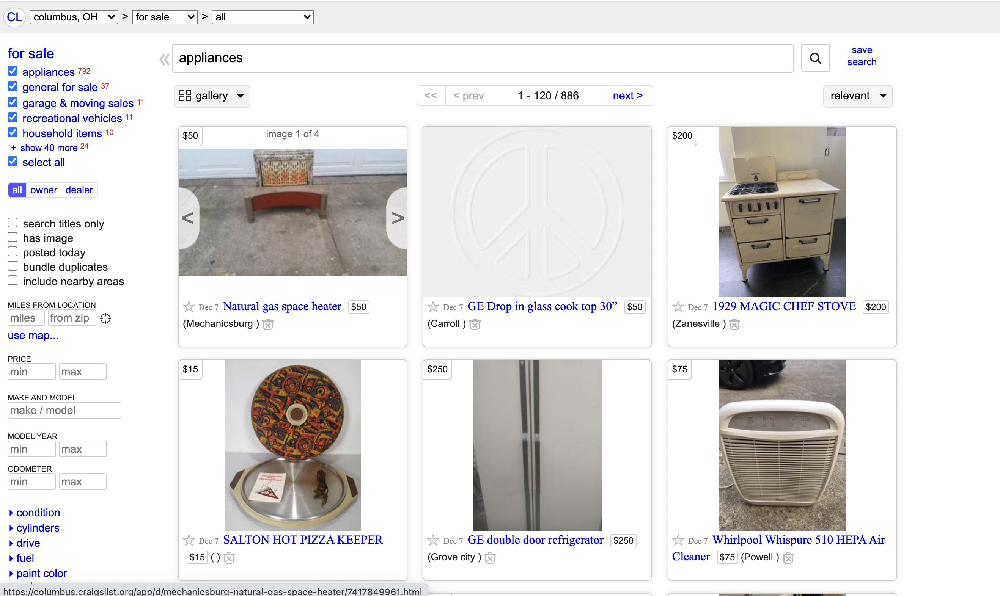 CL columbus, OH > for sale > all
for sale
appliances 792
general for sale 37
garage & moving sales 11
recreational vehicles 11
household items 10
+ show 40 more 24
select all
all owner dealer
search titles only
has image
posted today
bundle duplicates
include nearby areas
MILES FROM LOCATION
miles from zip
use map...
PRICE
min max
MAKE AND MODEL
make / model
MODEL YEAR
min max
ODOMETER
min max
condition
cylinders
drive
fuel
paint color
« appliances
save
search
gallery
<< < prev 1 - 120 / 886 next >
relevant
$50 image 1 of 4
< >
Dec 7 Natural gas space heater $50
(Mechanicsburg )
Dec 7 GE Drop in glass cook top 30” $50
(Carroll )
$200
Dec 7 1929 MAGIC CHEF STOVE $200
(Zanesville )
$15
Dec 7 SALTON HOT PIZZA KEEPER
$15 ( )
$250
Dec 7 GE double door refrigerator $250
(Grove city )
$75
Dec 7 Whirlpool Whispure 510 HEPA Air
Cleaner $75 (Powell )
https://columbus.craigslist.org/app/d/mechanicsburg-natural-gas-space-heater/7417849961.html